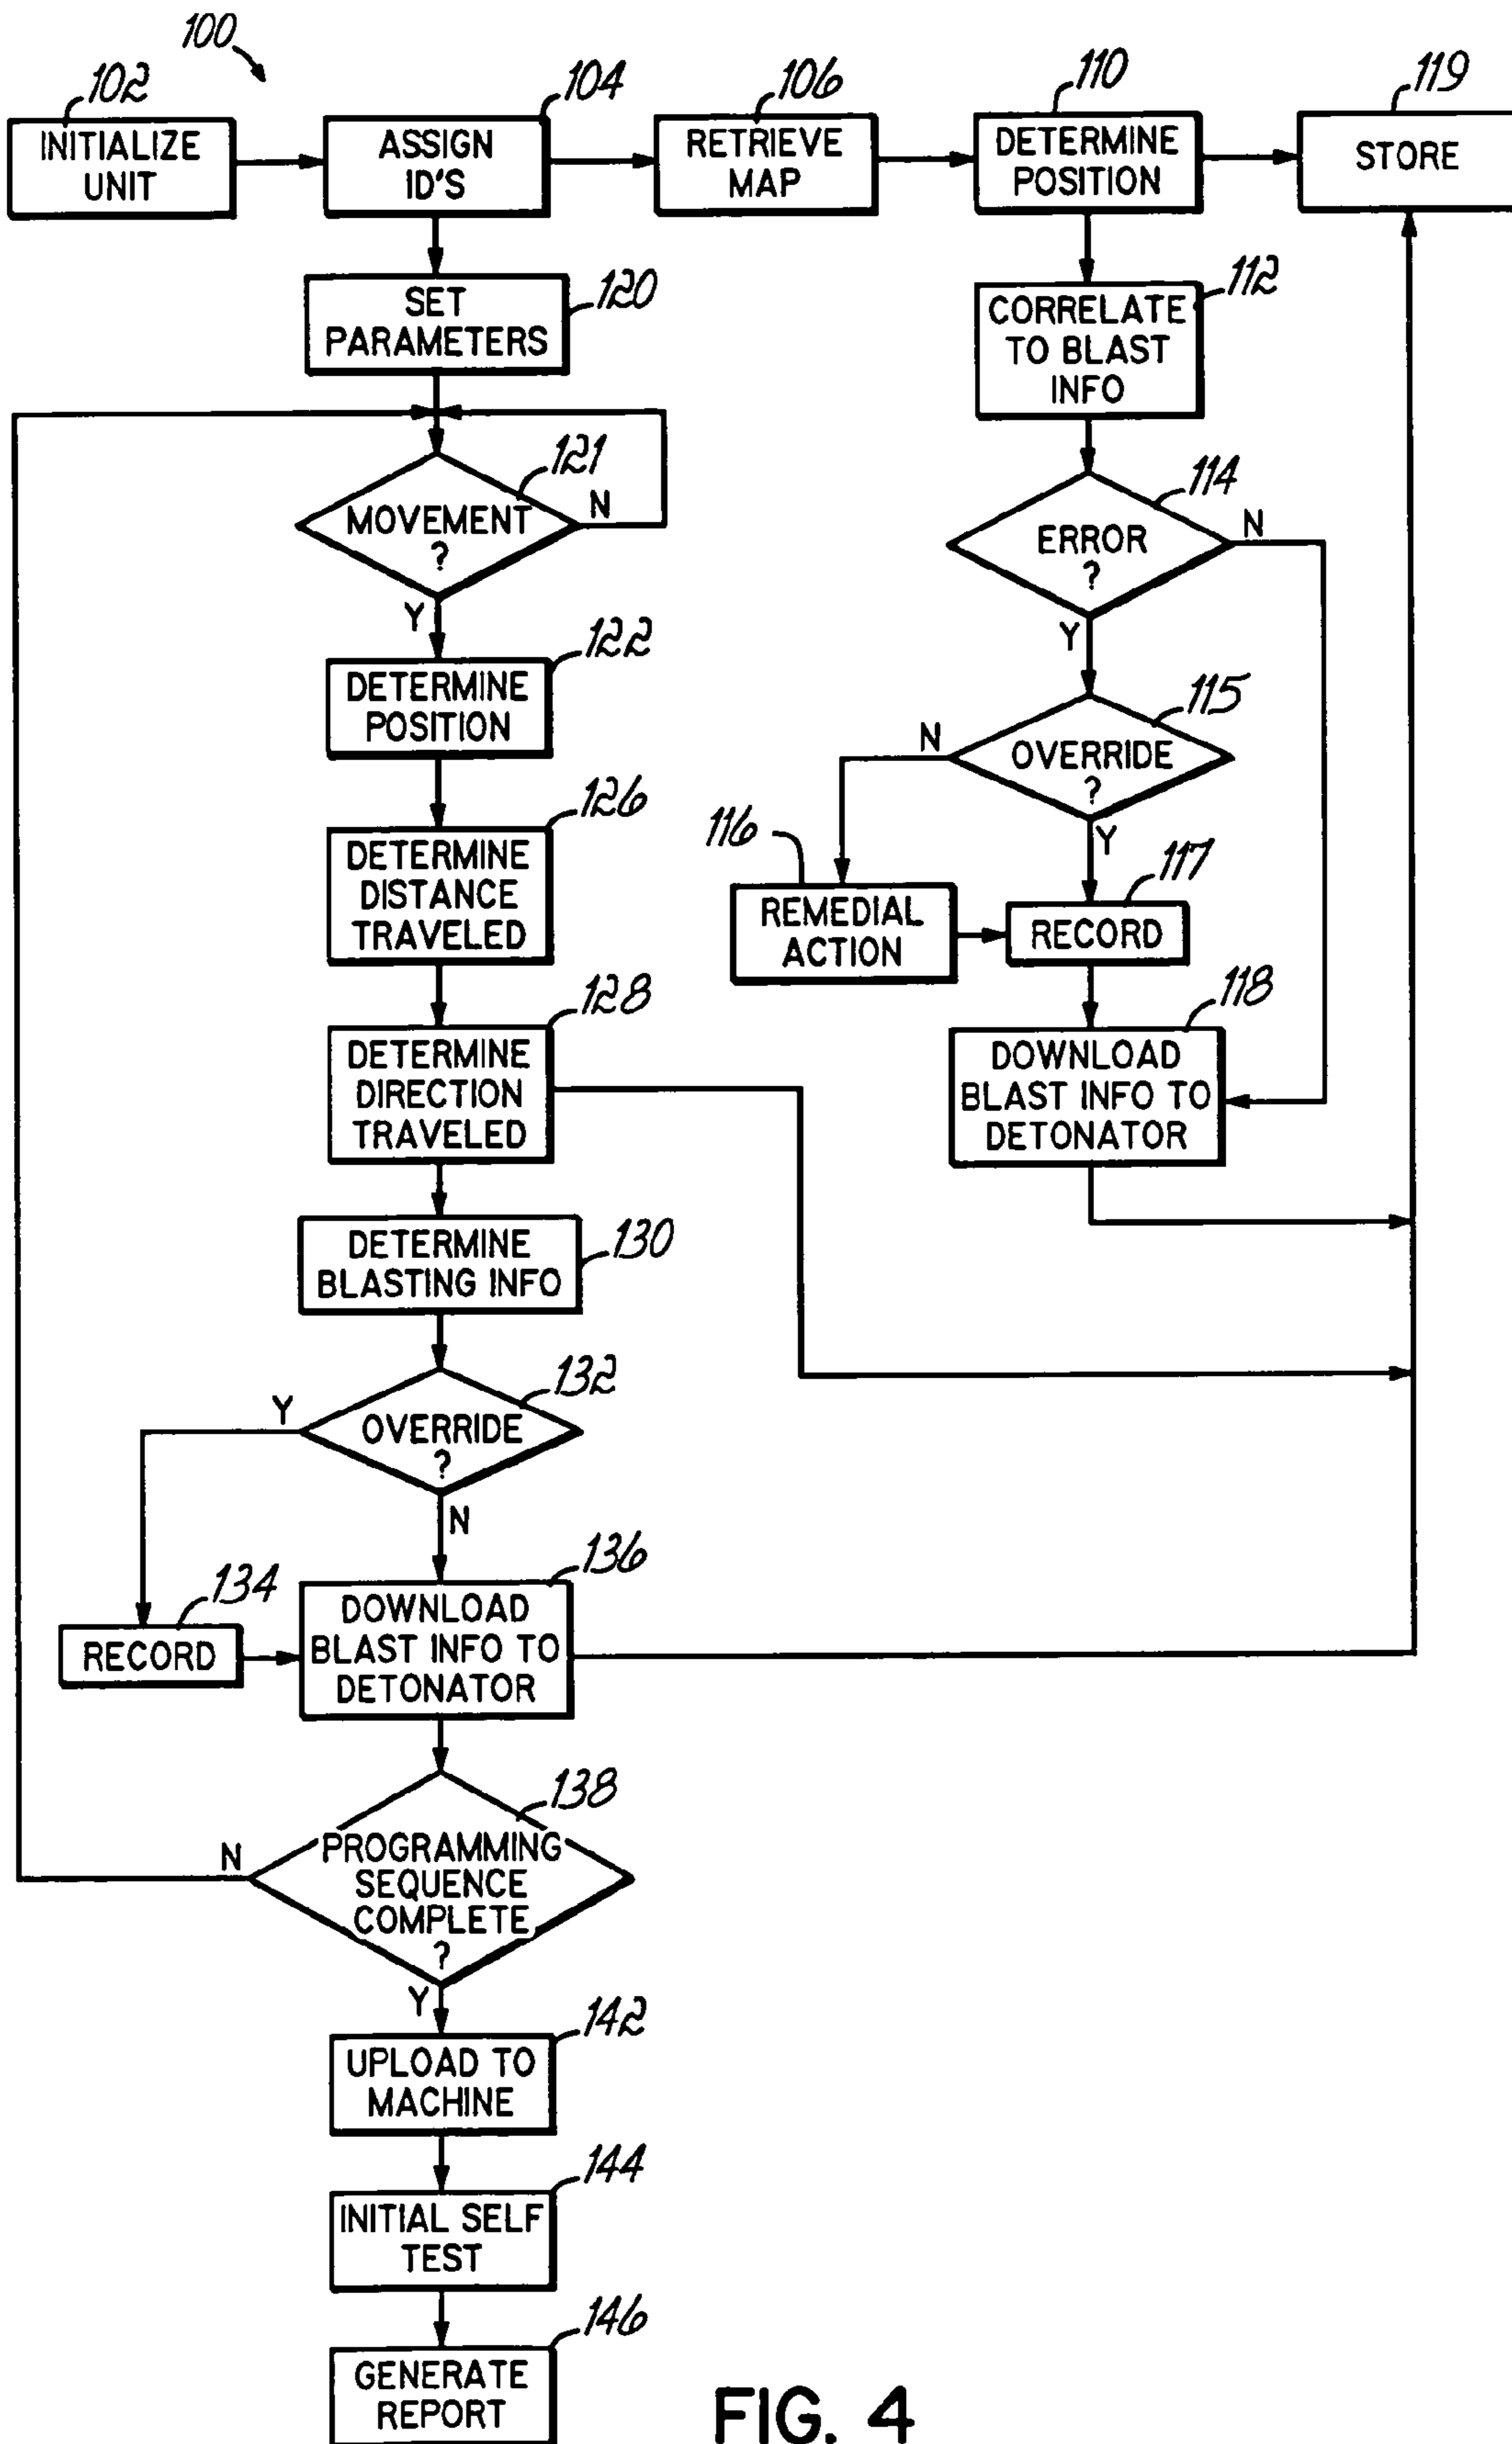 100
102
INITIALIZE
UNIT
104
ASSIGN
ID'S
106
RETRIEVE
MAP
110
DETERMINE
POSITION
119
STORE
120
SET
PARAMETERS
121
MOVEMENT
?
N
Y
122
DETERMINE
POSITION
126
DETERMINE
DISTANCE
TRAVELED
128
DETERMINE
DIRECTION
TRAVELED
130
DETERMINE
BLASTING INFO
132
OVERRIDE
?
Y
N
134
RECORD
136
DOWNLOAD
BLAST INFO TO
DETONATOR
138
PROGRAMMING
SEQUENCE
COMPLETE
?
N
Y
142
UPLOAD TO
MACHINE
144
INITIAL SELF
TEST
146
GENERATE
REPORT
112
CORRELATE
TO BLAST
INFO
114
ERROR
?
N
Y
115
OVERRIDE
?
N
Y
116
REMEDIAL
ACTION
117
RECORD
118
DOWNLOAD
BLAST INFO TO
DETONATOR
FIG. 4